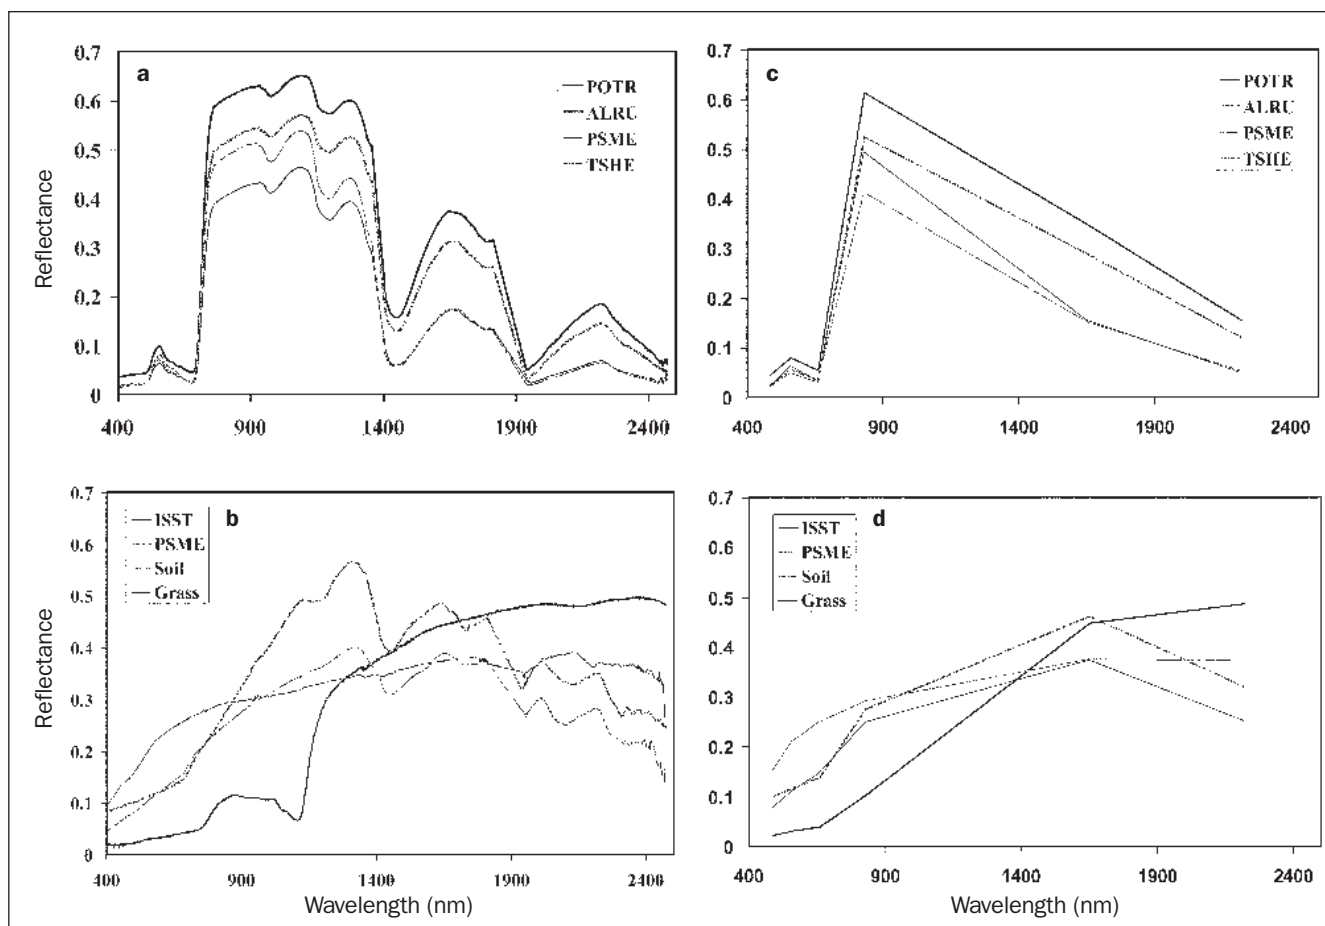 a
POTR
ALRU
PSME
TSHE
0.7
0.6
0.5
0.4
0.3
0.2
0.1
0
400
900
1400
1900
2400
Reflectance
c
POTR
ALRU
PSME
TSHE
0.7
0.6
0.5
0.4
0.3
0.2
0.1
0
400
900
1400
1900
2400
b
ISST
PSME
Soil
Grass
0.7
0.6
0.5
0.4
0.3
0.2
0.1
0
400
900
1400
1900
2400
Reflectance
Wavelength (nm)
d
ISST
PSME
Soil
Grass
0.7
0.6
0.5
0.4
0.3
0.2
0.1
0
400
900
1400
1900
2400
Wavelength (nm)